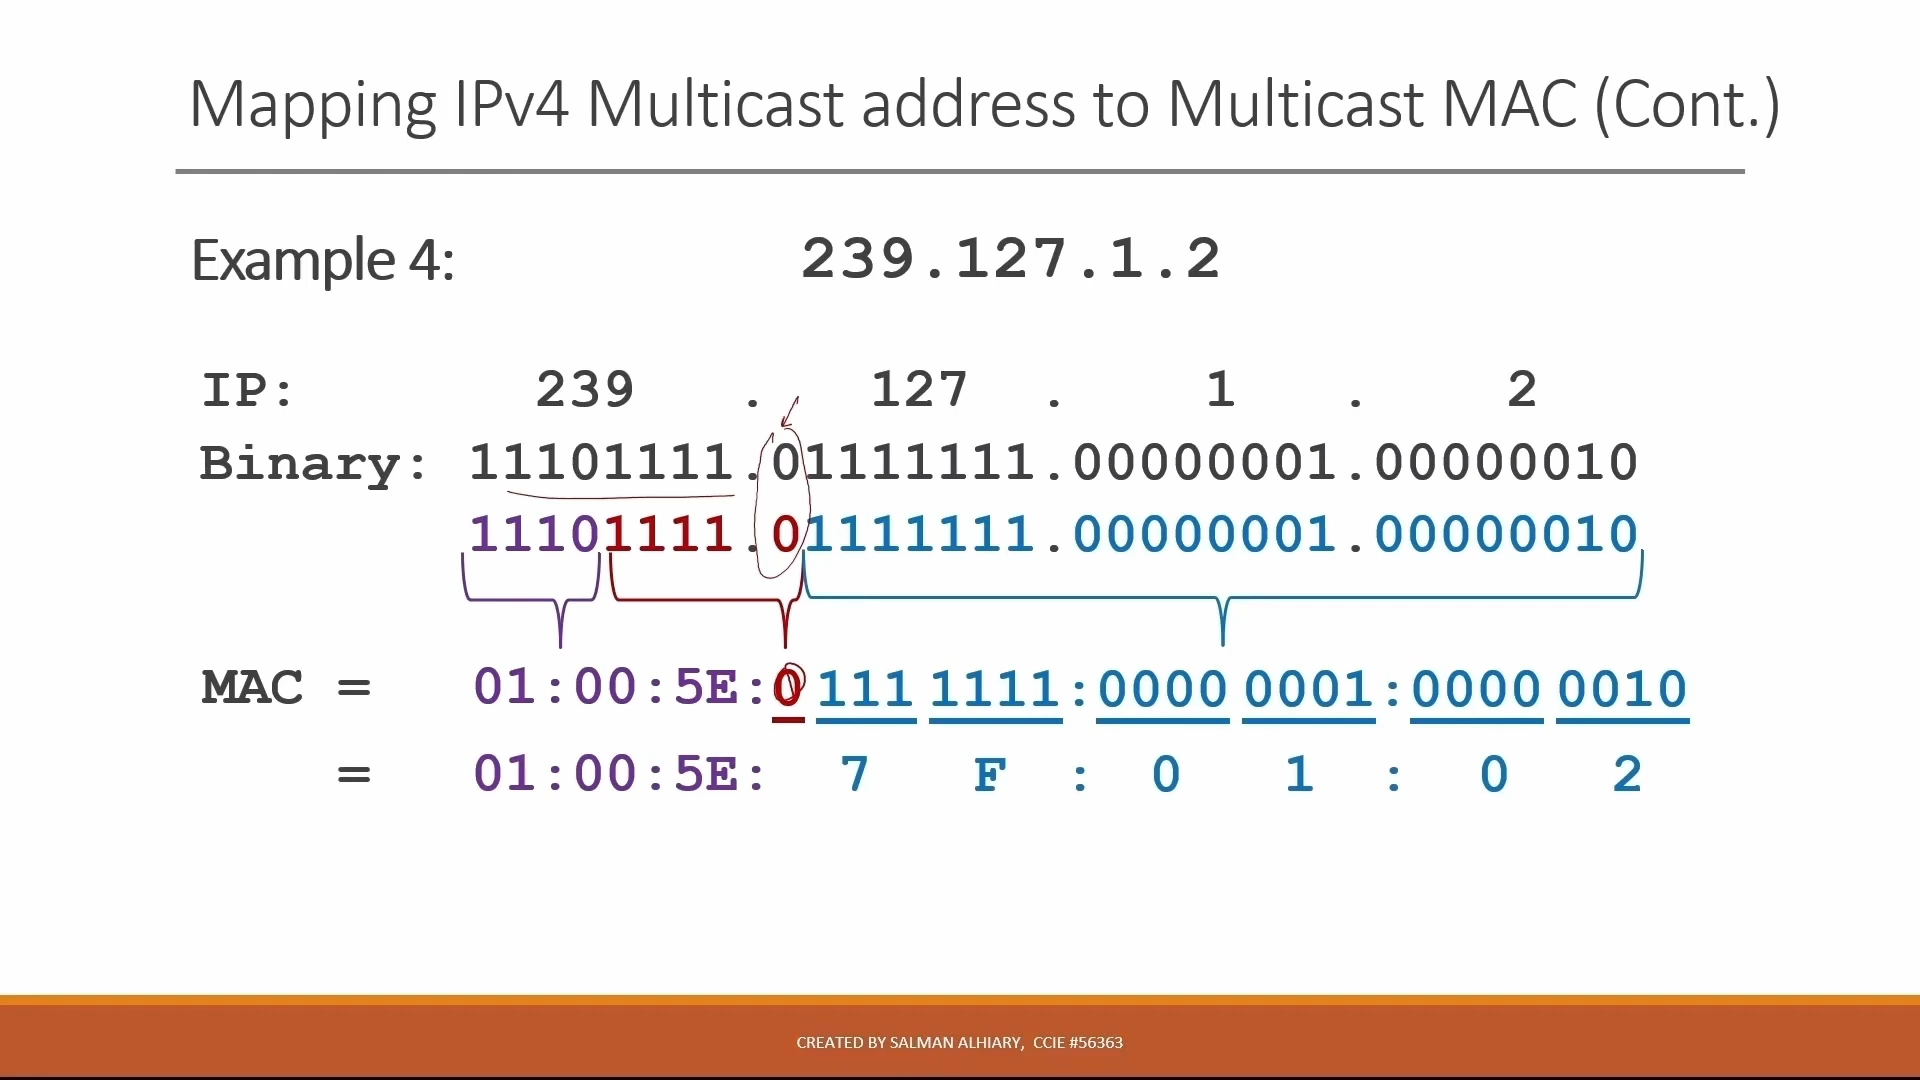 Mapping IPv4 Multicast address to Multicast MAC (Cont.)
Example 4: 239.127.1.2
IP: 239 . 127 . 1 . 2
Binary: 11101111.01111111.00000001.00000010
11101111.01111111.00000001.00000010
MAC = 01:00:5E:0 111 1111:0000 0001:0000 0010
= 01:00:5E: 7 F : 0 1 : 0 2
CREATED BY SALMAN ALHIARY, CCIE #56363